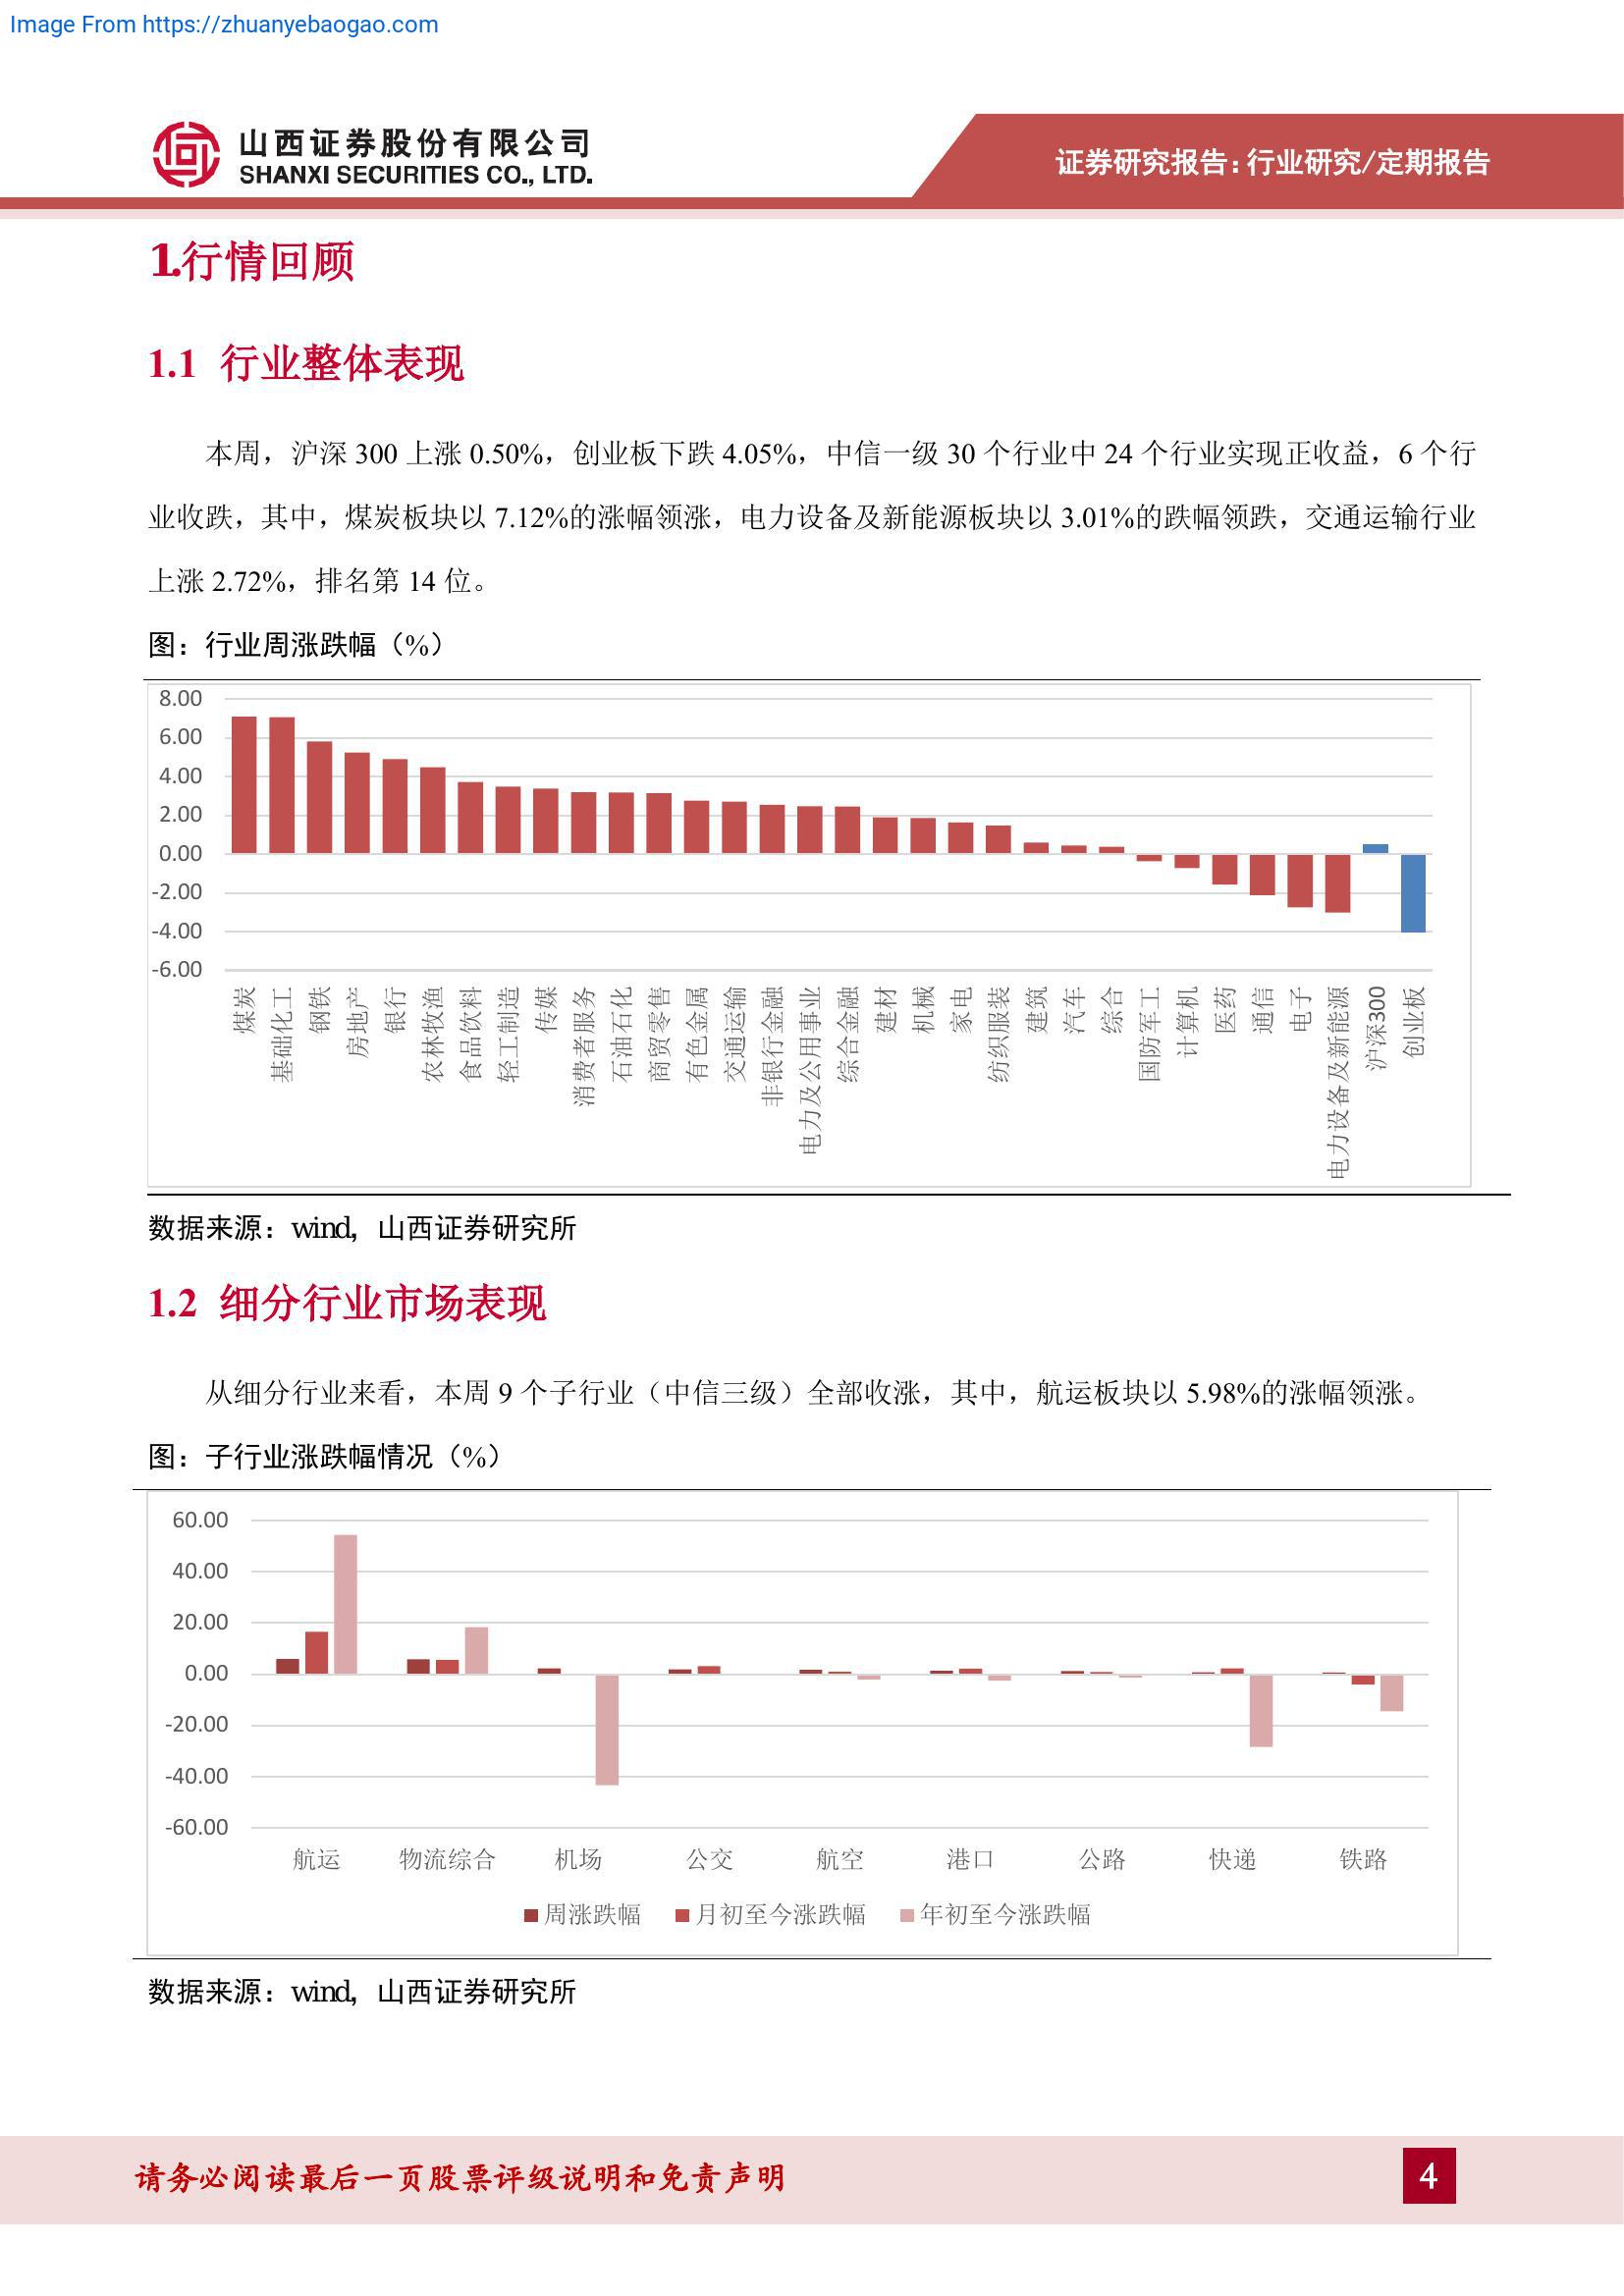 Image From https://zhuanyebaogao.com
山西证券股份有限公司
SHANXI SECURITIES CO., LTD.
证券研究报告:行业研究/定期报告
1.行情回顾
1.1 行业整体表现
本周，沪深 300 上涨 0.50%，创业板下跌 4.05%，中信一级 30 个行业中 24 个行业实现正收益，6 个行
业收跌，其中，煤炭板块以 7.12%的涨幅领涨，电力设备及新能源板块以 3.01%的跌幅领跌，交通运输行业
上涨 2.72%，排名第 14 位。
图：行业周涨跌幅（%）
8.00
6.00
4.00
2.00
0.00
-2.00
-4.00
-6.00
煤炭
基础化工
钢铁
房地产
银行
农林牧渔
食品饮料
轻工制造
传媒
消费者服务
石油石化
商贸零售
有色金属
交通运输
非银行金融
电力及公用事业
综合金融
建材
机械
家电
纺织服装
建筑
汽车
综合
国防军工
计算机
医药
通信
电子
电力设备及新能源
沪深300
创业板
数据来源：wind，山西证券研究所
1.2 细分行业市场表现
从细分行业来看，本周 9 个子行业（中信三级）全部收涨，其中，航运板块以 5.98%的涨幅领涨。
图：子行业涨跌幅情况（%）
60.00
40.00
20.00
0.00
-20.00
-40.00
-60.00
航运 物流综合 机场 公交 航空 港口 公路 快递 铁路
周涨跌幅 月初至今涨跌幅 年初至今涨跌幅
数据来源：wind，山西证券研究所
请务必阅读最后一页股票评级说明和免责声明
4